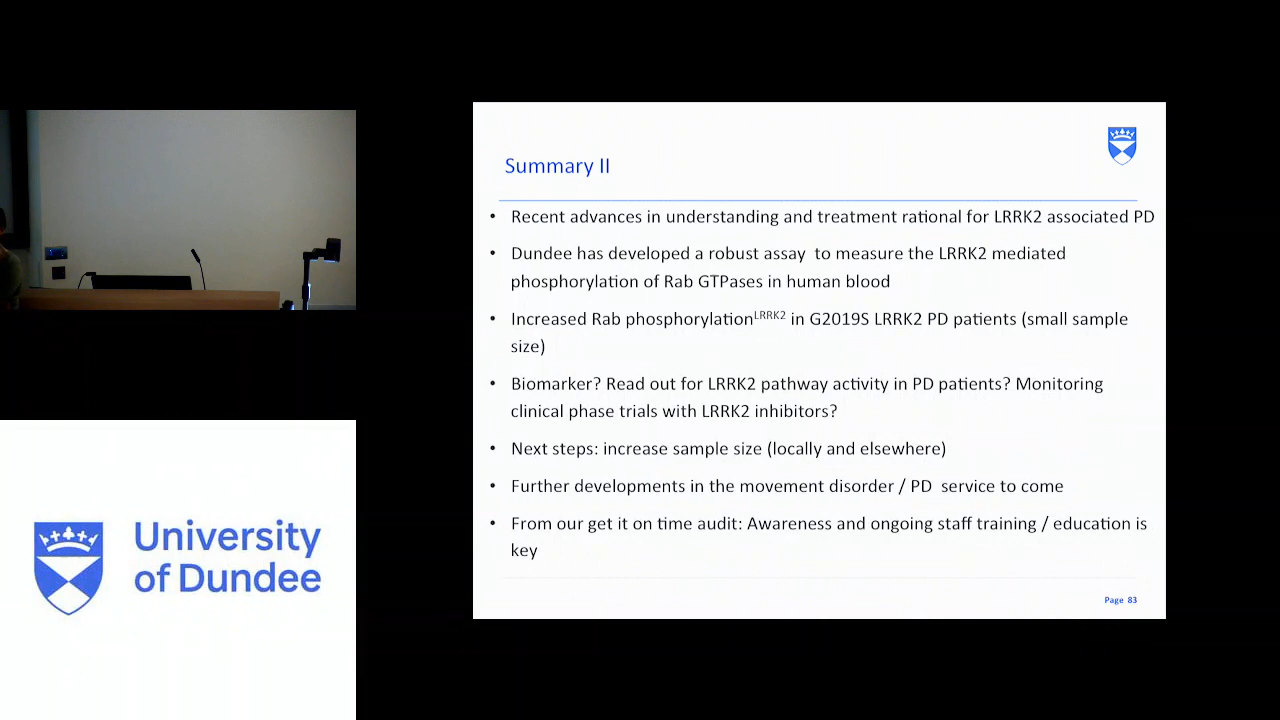 Summary II
• Recent advances in understanding and treatment rational for LRRK2 associated PD
• Dundee has developed a robust assay  to measure the LRRK2 mediated
phosphorylation of Rab GTPases in human blood
• Increased Rab phosphorylation^LRRK2 in G2019S LRRK2 PD patients (small sample
size)
• Biomarker? Read out for LRRK2 pathway activity in PD patients? Monitoring
clinical phase trials with LRRK2 inhibitors?
• Next steps: increase sample size (locally and elsewhere)
• Further developments in the movement disorder / PD  service to come
• From our get it on time audit: Awareness and ongoing staff training / education is
key
Page 83
University
of Dundee